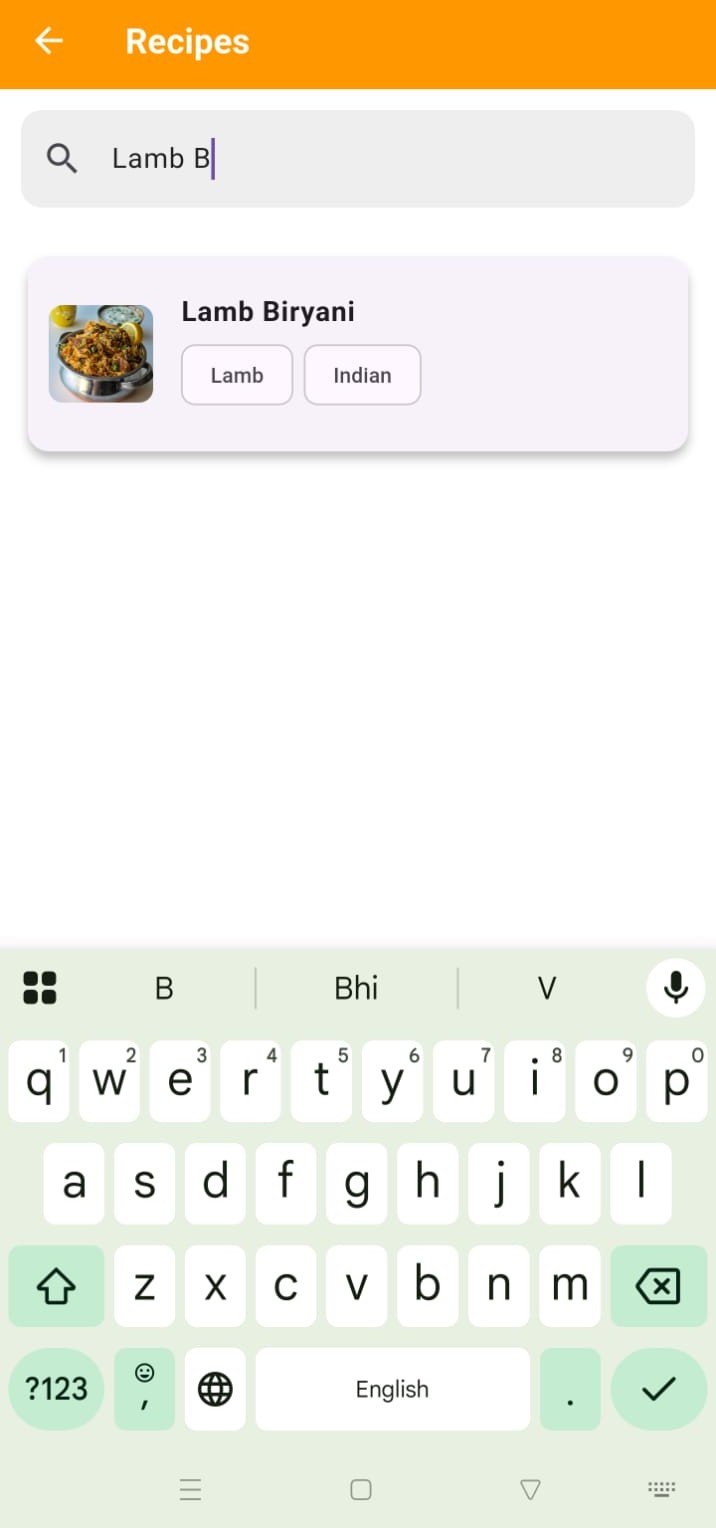 Recipes
Lamb B
Lamb Biryani
Lamb Indian
B Bhi V
1 2 3 4 5 6 7 8 9 0
q w e r t y u i o p
a s d f g h j k l
z x c v b n m
?123 , English .